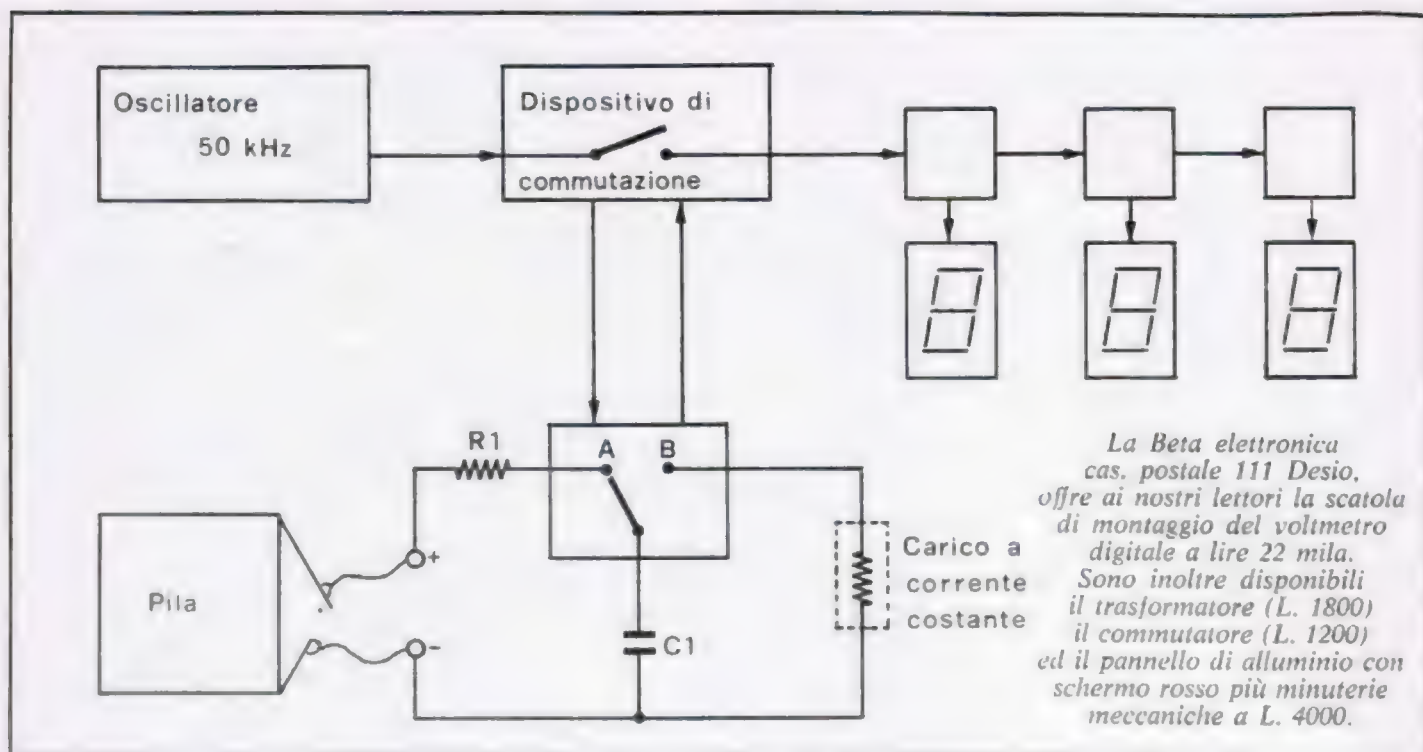 Oscillatore
50 kHz
Dispositivo di
commutazione
R1
A
B
+
-
Pila
C1
Carico a
corrente
costante
La Beta elettronica
cas. postale 111 Desio,
offre ai nostri lettori la scatola
di montaggio del voltmetro
digitale a lire 22 mila.
Sono inoltre disponibili
il trasformatore (L. 1800)
il commutatore (L. 1200)
ed il pannello di alluminio con
schermo rosso più minuterie
meccaniche a L. 4000.